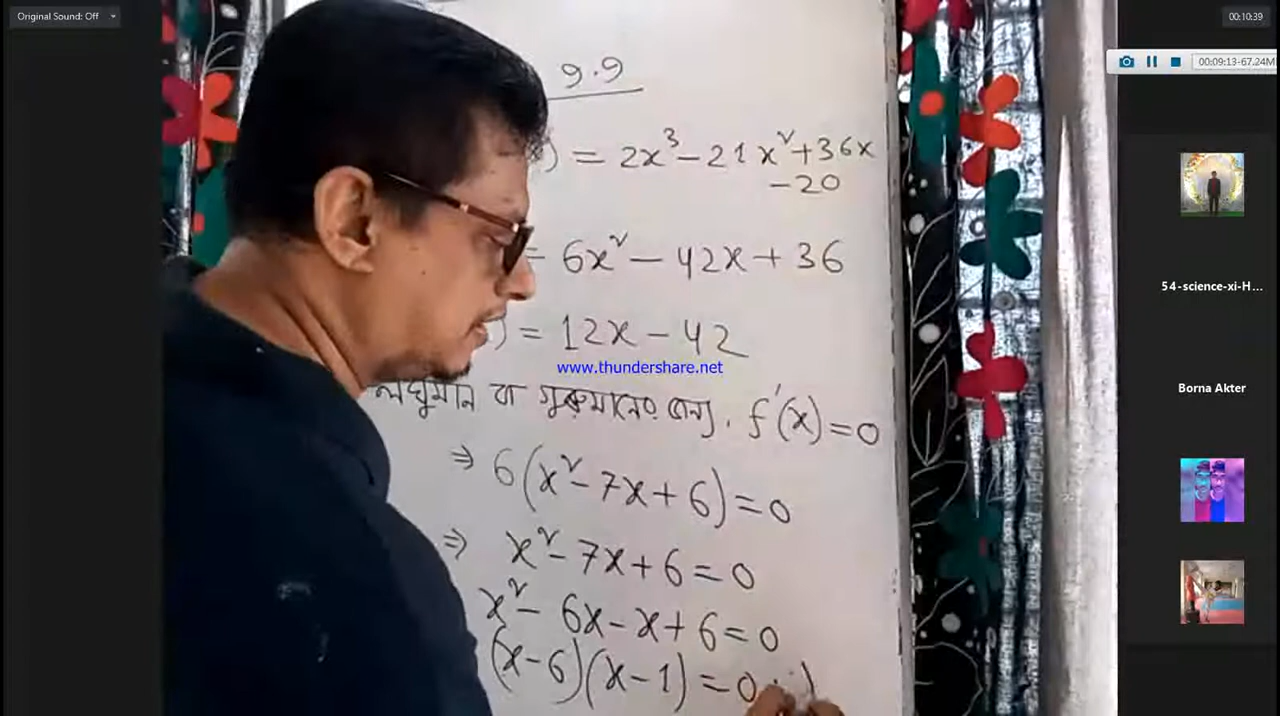 Original Sound: Off
00:10:39
00:09:13-67.24M
9.9
) = 2x³ - 21x² + 36x
- 20
= 6x² - 42x + 36
) = 12x - 42
www.thundershare.net
লঘুমান বা গুরুমানের জন্য, f'(x) = 0
⇒ 6(x² - 7x + 6) = 0
⇒ x² - 7x + 6 = 0
x² - 6x - x + 6 = 0
(x - 6)(x - 1) = 0
54-science-xi-H...
Borna Akter